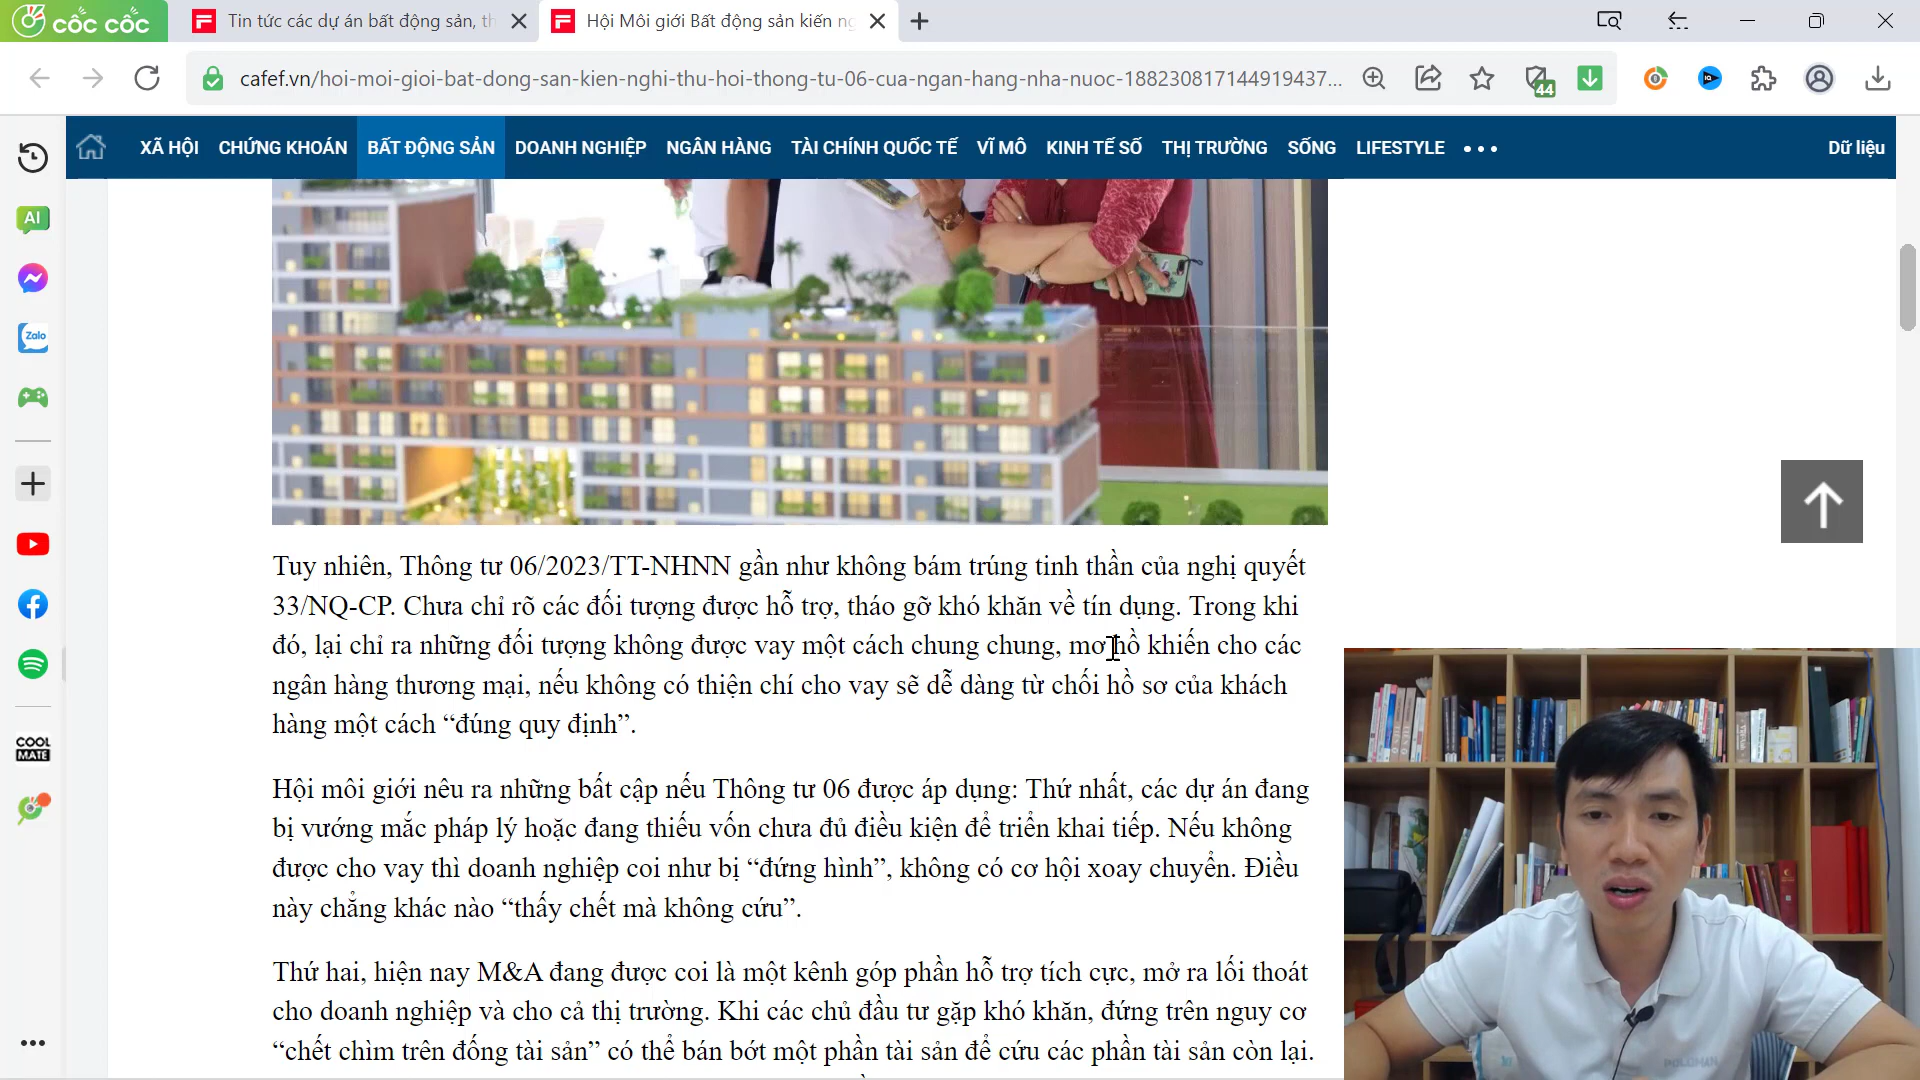 cốc cốc
Tin tức các dự án bất động sản, th
Hội Môi giới Bất động sản kiến ng
cafef.vn/hoi-moi-gioi-bat-dong-san-kien-nghi-thu-hoi-thong-tu-06-cua-ngan-hang-nha-nuoc-188230817144919437...
44
XÃ HỘI CHỨNG KHOÁN BẤT ĐỘNG SẢN DOANH NGHIỆP NGÂN HÀNG TÀI CHÍNH QUỐC TẾ VĨ MÔ KINH TẾ SỐ THỊ TRƯỜNG SỐNG LIFESTYLE ••• Dữ liệu
AI
Zalo
COOL
MATE
Tuy nhiên, Thông tư 06/2023/TT-NHNN gần như không bám trúng tinh thần của nghị quyết
33/NQ-CP. Chưa chỉ rõ các đối tượng được hỗ trợ, tháo gỡ khó khăn về tín dụng. Trong khi
đó, lại chỉ ra những đối tượng không được vay một cách chung chung, mơ hồ khiến cho các
ngân hàng thương mại, nếu không có thiện chí cho vay sẽ dễ dàng từ chối hồ sơ của khách
hàng một cách “đúng quy định”.
Hội môi giới nêu ra những bất cập nếu Thông tư 06 được áp dụng: Thứ nhất, các dự án đang
bị vướng mắc pháp lý hoặc đang thiếu vốn chưa đủ điều kiện để triển khai tiếp. Nếu không
được cho vay thì doanh nghiệp coi như bị “đứng hình”, không có cơ hội xoay chuyển. Điều
này chẳng khác nào “thấy chết mà không cứu”.
Thứ hai, hiện nay M&A đang được coi là một kênh góp phần hỗ trợ tích cực, mở ra lối thoát
cho doanh nghiệp và cho cả thị trường. Khi các chủ đầu tư gặp khó khăn, đứng trên nguy cơ
“chết chìm trên đống tài sản” có thể bán bớt một phần tài sản để cứu các phần tài sản còn lại.